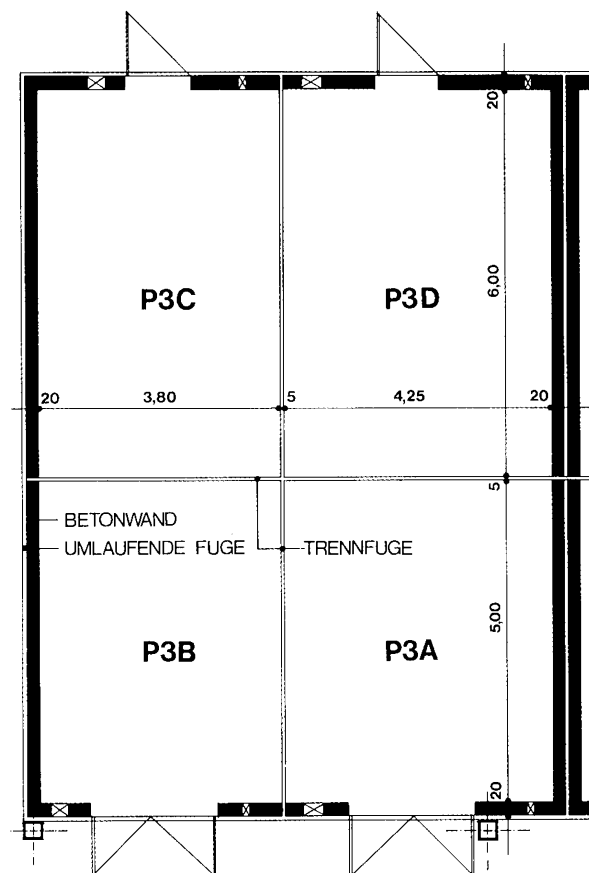 20
P3C
P3D
6,00
20
3,80
5
4,25
20
5
BETONWAND
UMLAUFENDE FUGE
TRENNFUGE
5,00
P3B
P3A
20